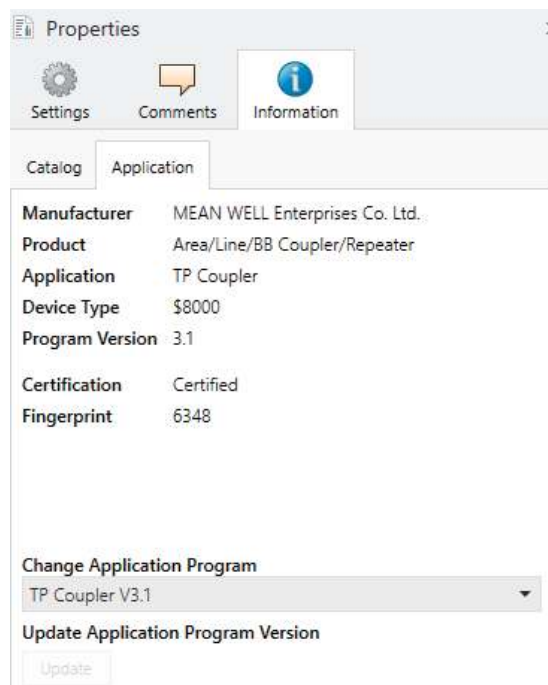 Properties
Settings Comments Information
Catalog Application
Manufacturer MEAN WELL Enterprises Co. Ltd.
Product Area/Line/BB Coupler/Repeater
Application TP Coupler
Device Type $8000
Program Version 3.1
Certification Certified
Fingerprint 6348
Change Application Program
TP Coupler V3.1
Update Application Program Version
Update